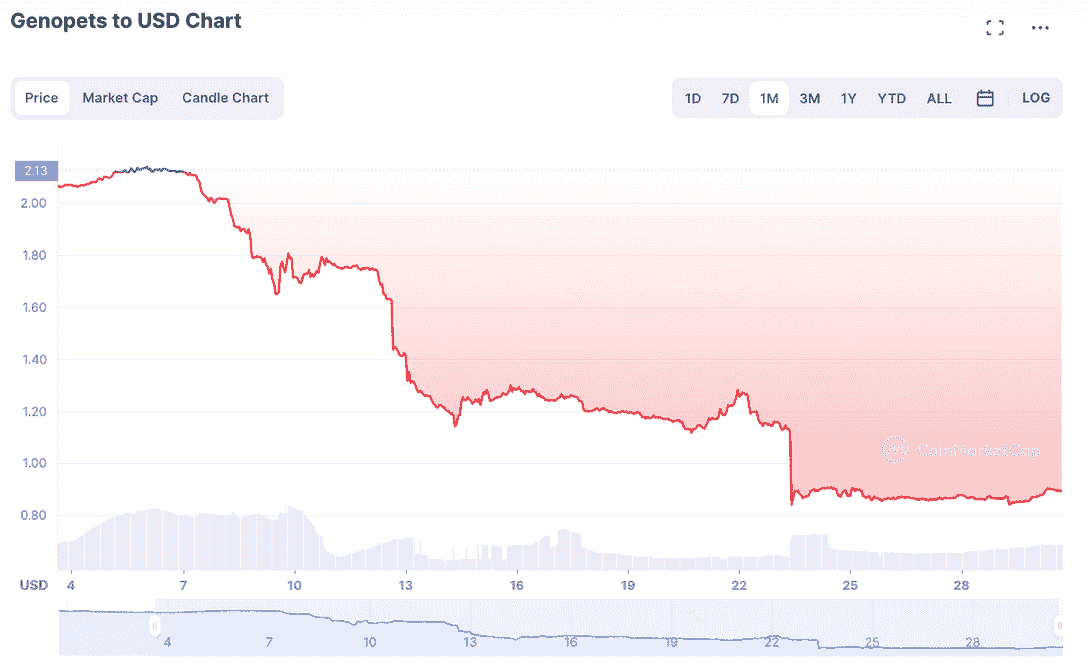 Genopets to USD Chart
Price Market Cap Candle Chart
1D 7D 1M 3M 1Y YTD ALL LOG
2.13
2.00
1.80
1.60
1.40
1.20
1.00
CoinMarketCap
0.80
USD 4 7 10 13 16 19 22 25 28
4 7 10 13 16 19 22 25 28